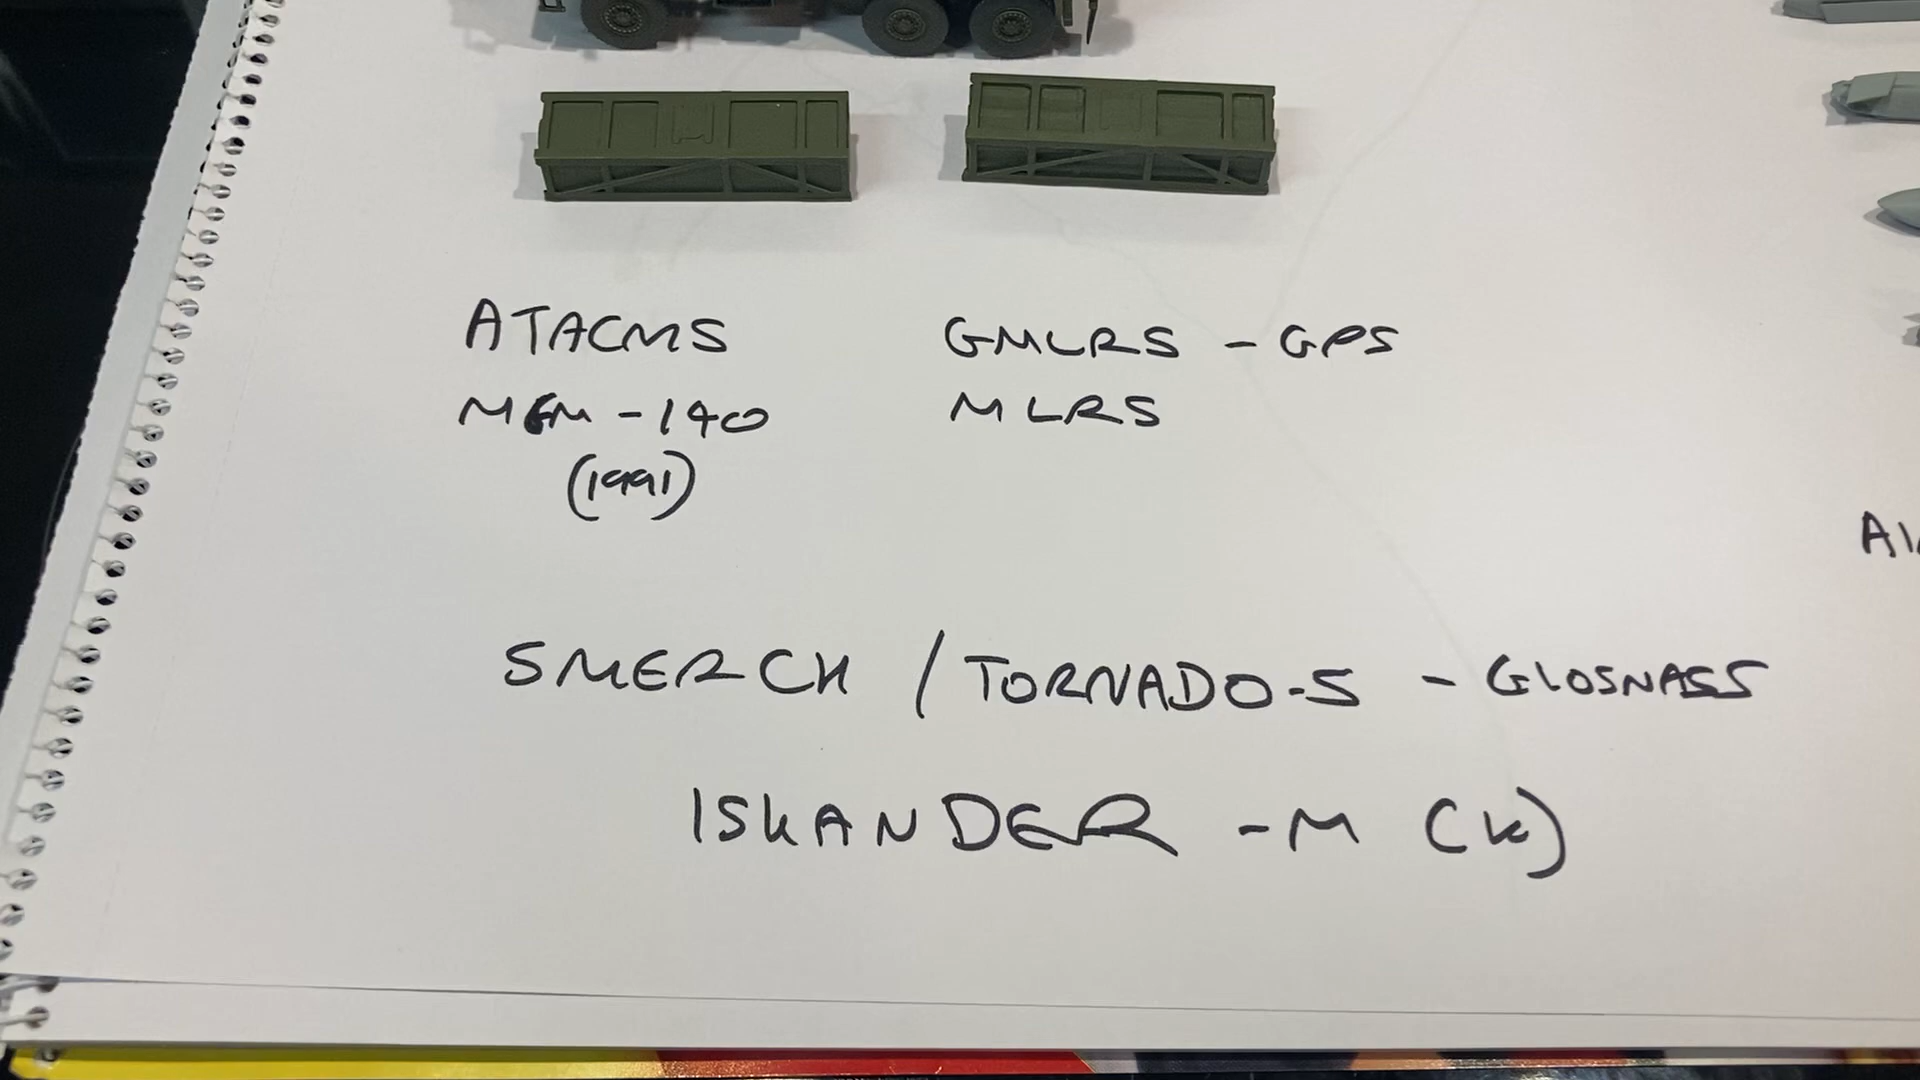 ATACMS
MGM-140
(1991)
GMLRS - GPS
MLRS
SMERCH / TORNADO-S - GLOSNASS
ISKANDER - M (K)